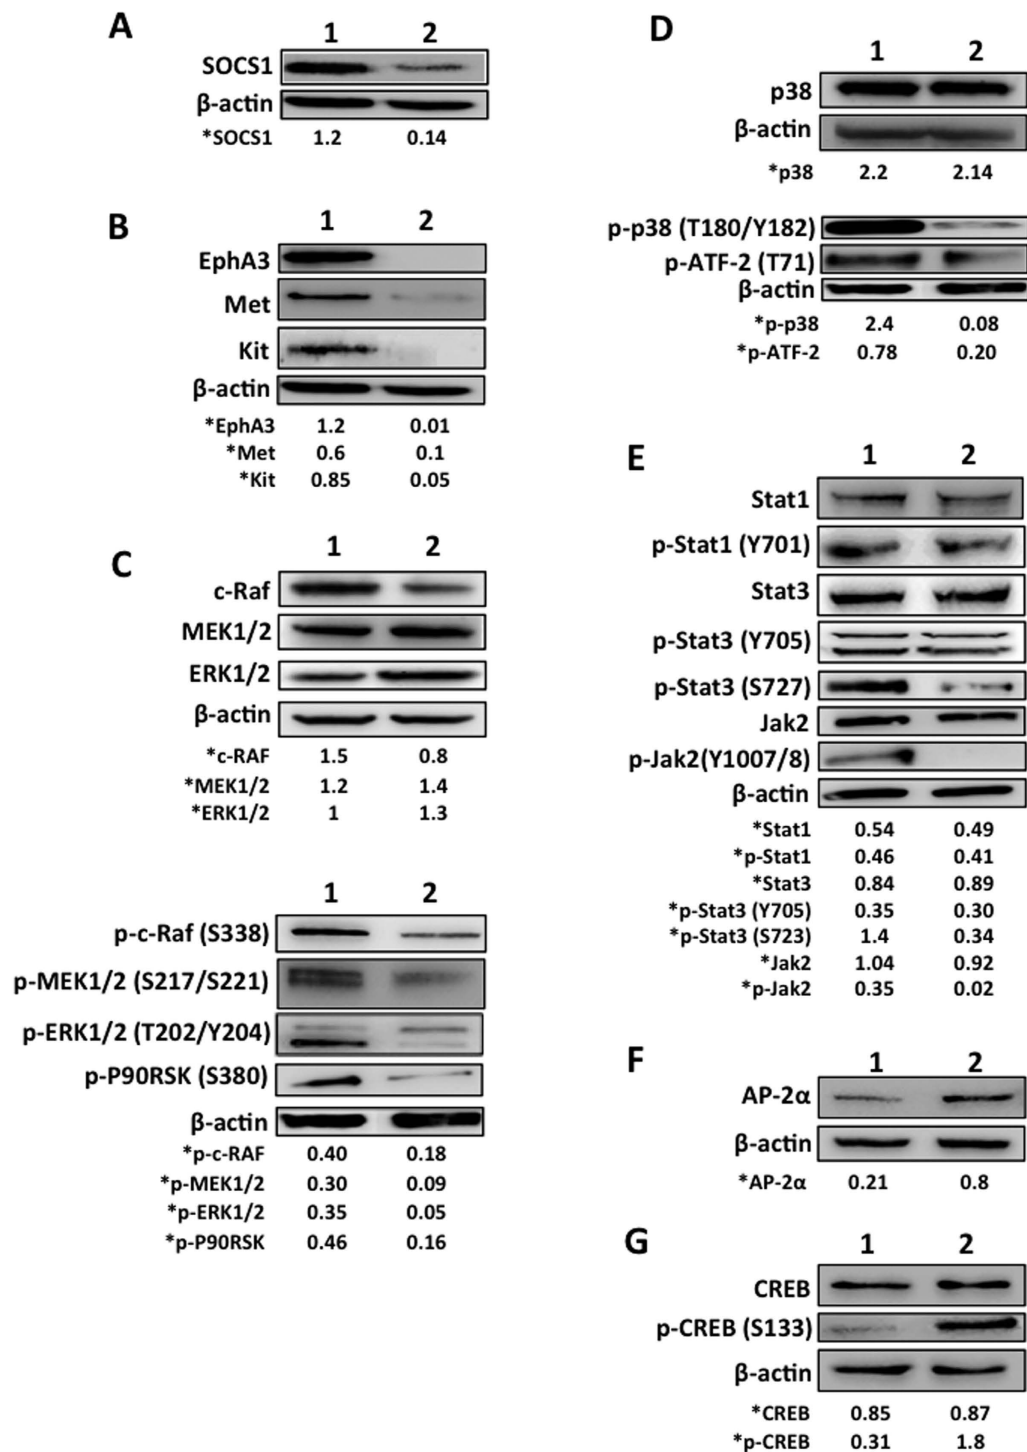 A
1 2
SOCS1
β-actin
*SOCS1 1.2 0.14
B
1 2
EphA3
Met
Kit
β-actin
*EphA3 1.2 0.01
*Met 0.6 0.1
*Kit 0.85 0.05
C
1 2
c-Raf
MEK1/2
ERK1/2
β-actin
*c-RAF 1.5 0.8
*MEK1/2 1.2 1.4
*ERK1/2 1 1.3
1 2
p-c-Raf (S338)
p-MEK1/2 (S217/S221)
p-ERK1/2 (T202/Y204)
p-P90RSK (S380)
β-actin
*p-c-RAF 0.40 0.18
*p-MEK1/2 0.30 0.09
*p-ERK1/2 0.35 0.05
*p-P90RSK 0.46 0.16
D
1 2
p38
β-actin
*p38 2.2 2.14
p-p38 (T180/Y182)
p-ATF-2 (T71)
β-actin
*p-p38 2.4 0.08
*p-ATF-2 0.78 0.20
E
1 2
Stat1
p-Stat1 (Y701)
Stat3
p-Stat3 (Y705)
p-Stat3 (S727)
Jak2
p-Jak2(Y1007/8)
β-actin
*Stat1 0.54 0.49
*p-Stat1 0.46 0.41
*Stat3 0.84 0.89
*p-Stat3 (Y705) 0.35 0.30
*p-Stat3 (S723) 1.4 0.34
*Jak2 1.04 0.92
*p-Jak2 0.35 0.02
F
1 2
AP-2α
β-actin
*AP-2α 0.21 0.8
G
1 2
CREB
p-CREB (S133)
β-actin
*CREB 0.85 0.87
*p-CREB 0.31 1.8